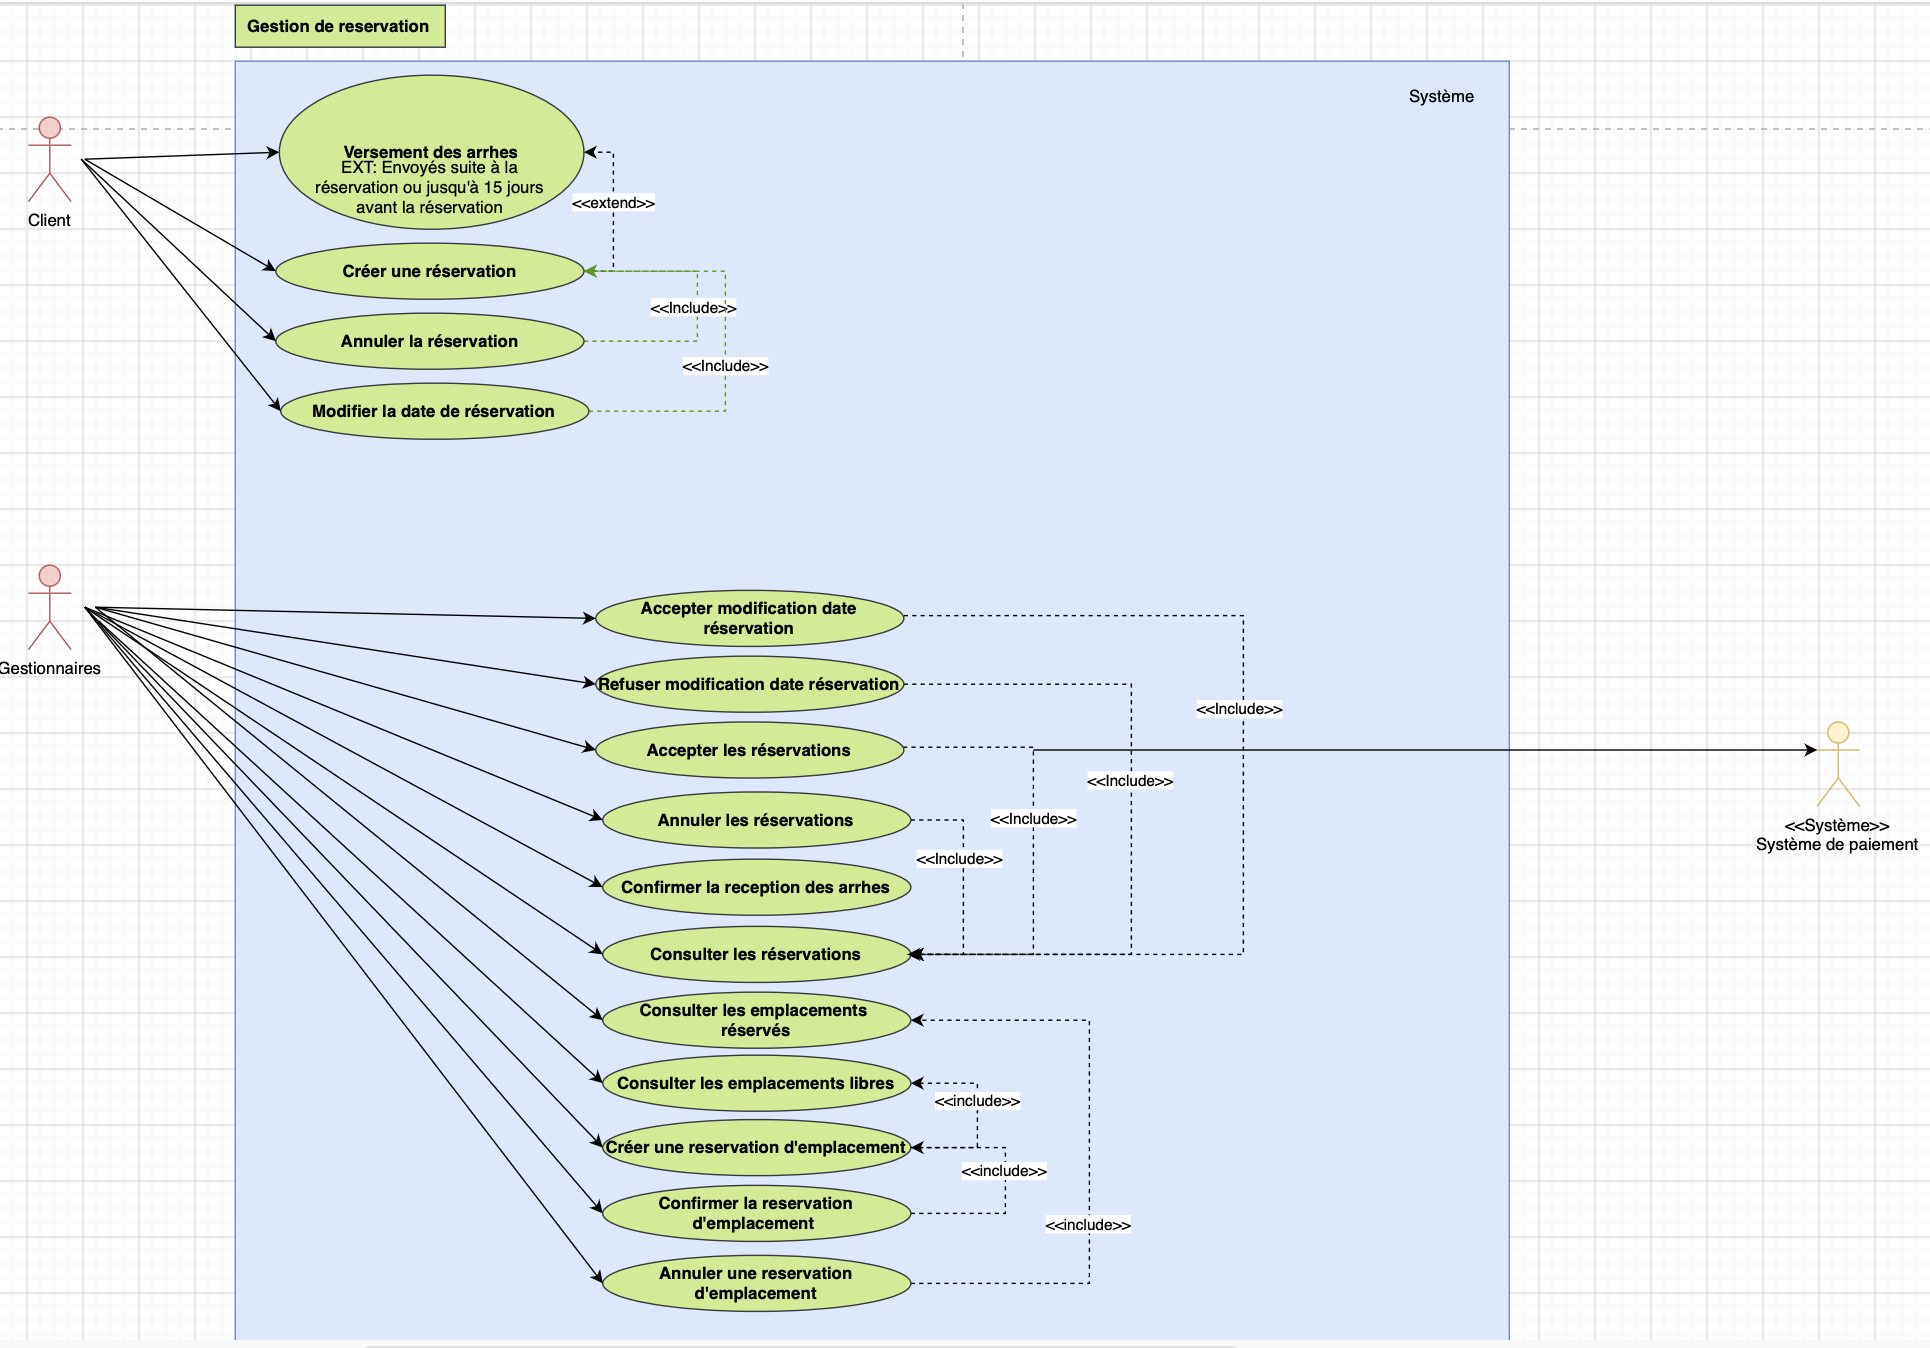 Gestion de reservation
Système
Versement des arrhes
EXT: Envoyés suite à la
réservation ou jusqu'à 15 jours
avant la réservation
<<extend>>
Client
Créer une réservation
<<Include>>
Annuler la réservation
<<Include>>
Modifier la date de réservation
Accepter modification date
réservation
Gestionnaires
Refuser modification date réservation
<<Include>>
Accepter les réservations
<<Include>>
Annuler les réservations
<<Include>>
<<Système>>
Système de paiement
<<Include>>
Confirmer la reception des arrhes
Consulter les réservations
Consulter les emplacements
réservés
Consulter les emplacements libres
<<include>>
Créer une reservation d'emplacement
<<include>>
Confirmer la reservation
d'emplacement
<<include>>
Annuler une reservation
d'emplacement